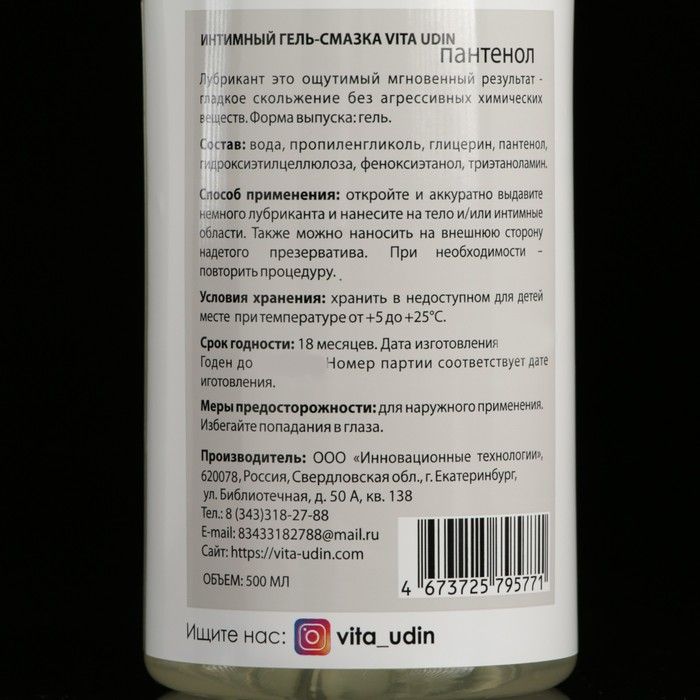 ИНТИМНЫЙ ГЕЛЬ-СМАЗКА VITA UDIN
пантенол
Лубрикант это ощутимый мгновенный результат -
гладкое скольжение без агрессивных химических
веществ. Форма выпуска: гель.
Состав: вода, пропиленгликоль, глицерин, пантенол,
гидроксиэтилцеллюлоза, феноксиэтанол, триэтаноламин.
Способ применения: откройте и аккуратно выдавите
немного лубриканта и нанесите на тело и/или интимные
области. Также можно наносить на внешнюю сторону
надетого презерватива. При необходимости -
повторить процедуру.
Условия хранения: хранить в недоступном для детей
месте при температуре от +5 до +25°С.
Срок годности: 18 месяцев. Дата изготовления
Годен до Номер партии соответствует дате
иготовления.
Меры предосторожности: для наружного применения.
Избегайте попадания в глаза.
Производитель: ООО «Инновационные технологии»,
620078, Россия, Свердловская обл., г. Екатеринбург,
ул. Библиотечная, д. 50 А, кв. 138
Тел.: 8 (343)318-27-88
E-mail: 83433182788@mail.ru
Сайт: https://vita-udin.com
ОБЪЕМ: 500 МЛ
4 673725 795771
Ищите нас: vita_udin